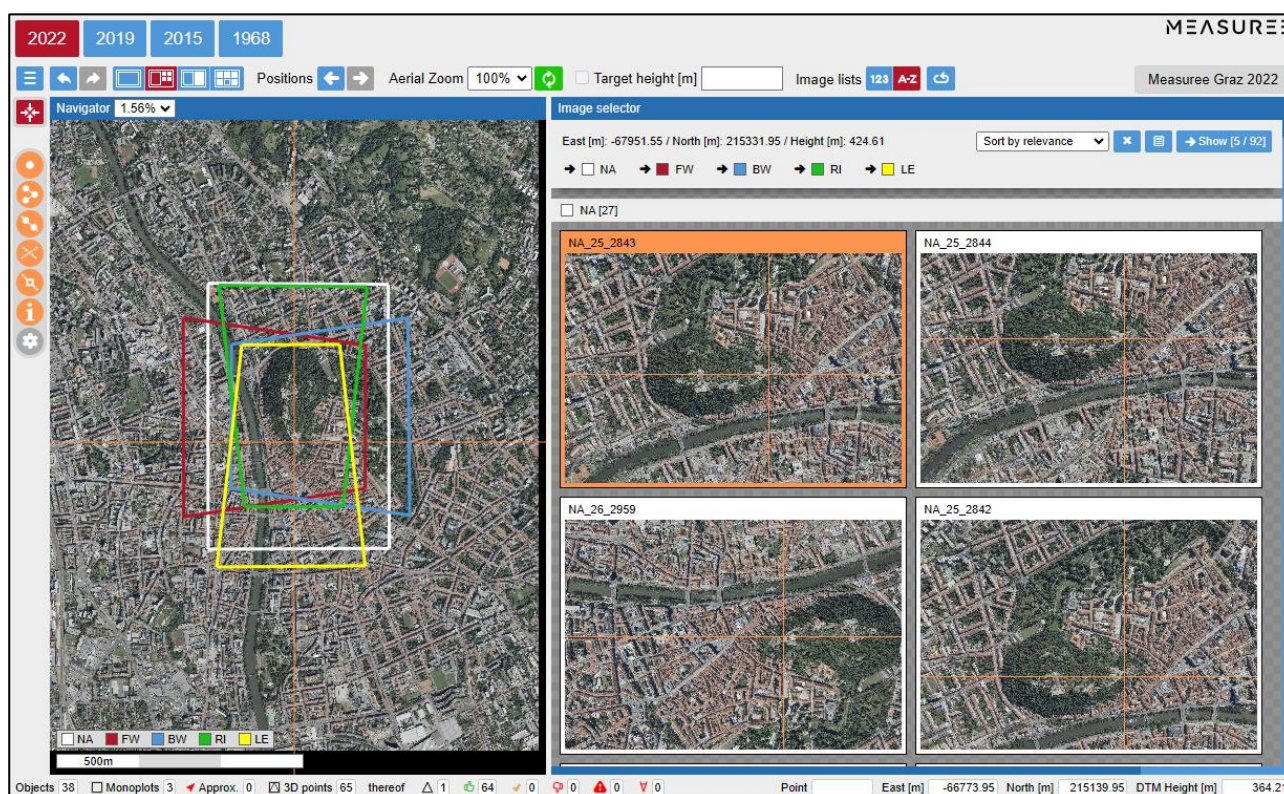 2022 2019 2015 1968
MEASUREE
Positions Aerial Zoom 100% Target height [m] Image lists 123 A-Z Measuree Graz 2022
Navigator 1.56%
Image selector
East [m]: -67951.55 / North [m]: 215331.95 / Height [m]: 424.61 Sort by relevance Show [5 / 92]
NA FW BW RI LE
NA [27]
NA_25_2843 NA_25_2844
NA_26_2959 NA_25_2842
NA FW BW RI LE
500m
Objects 38 Monoplots 3 Approx. 0 3D points 65 thereof 1 64 0 0 0 0 Point East [m] -66773.95 North [m] 215139.95 DTM Height [m] 364.2